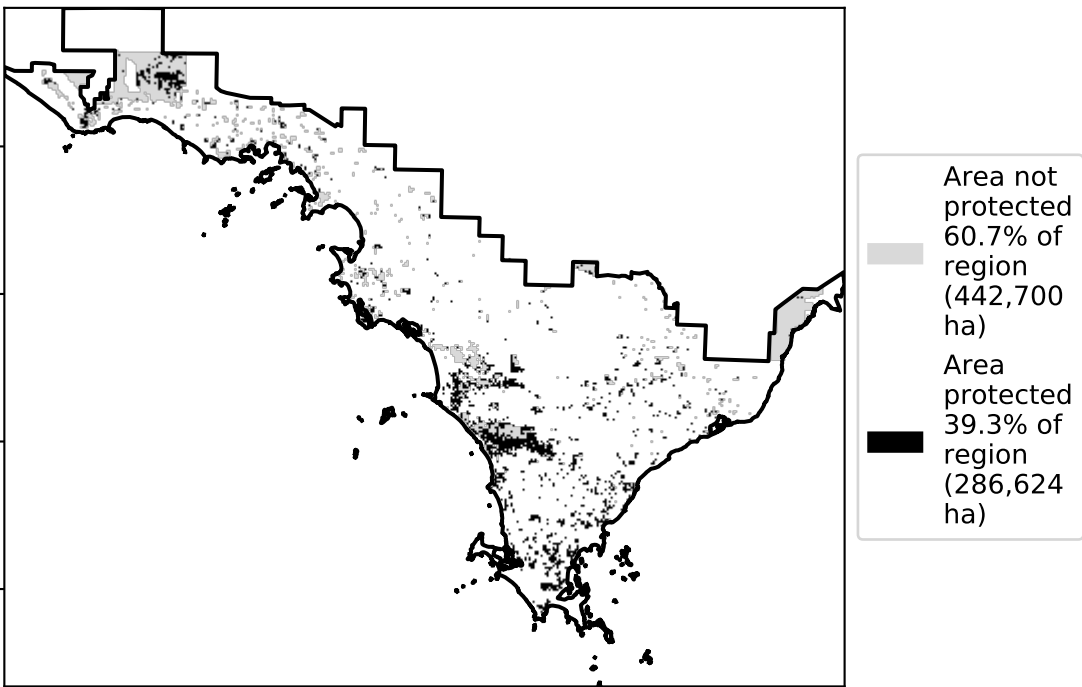 Area not
protected
60.7% of
region
(442,700
ha)
Area
protected
39.3% of
region
(286,624
ha)